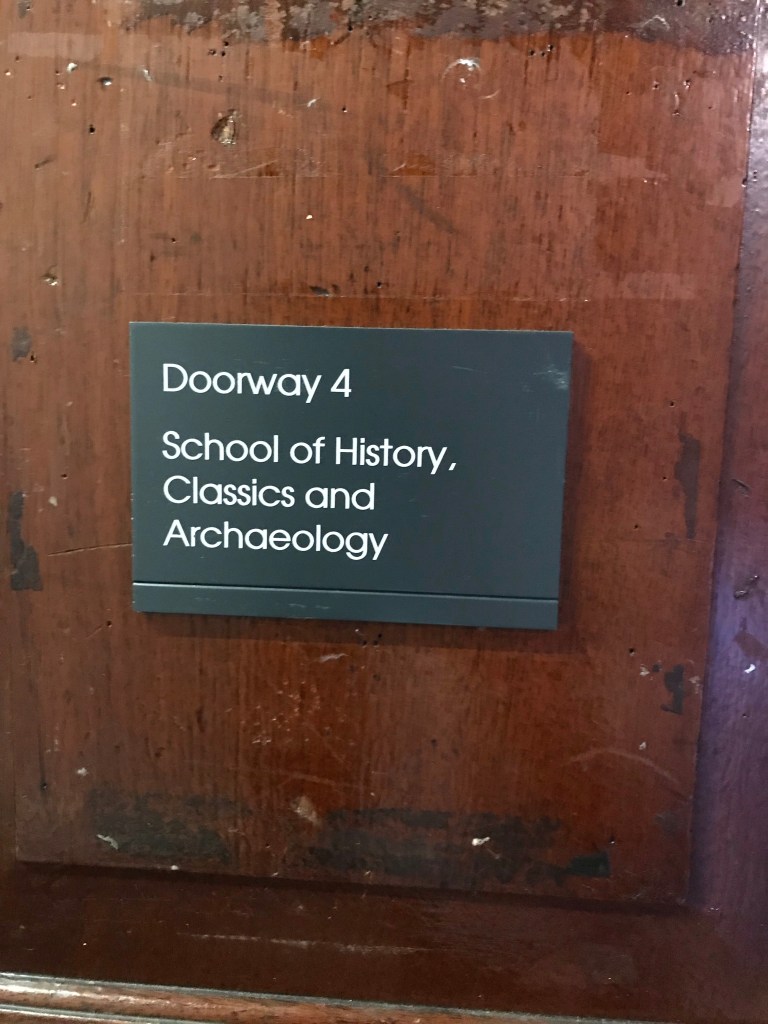 Doorway 4
School of History,
Classics and
Archaeology